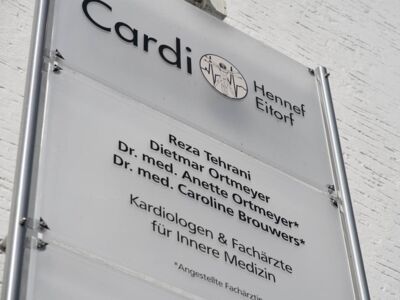 Cardi
Hennef
Eitorf
Reza Tehrani
Dietmar Ortmeyer
Dr. med. Anette Ortmeyer*
Dr. med. Caroline Brouwers*
Kardiologen & Fachärzte
für Innere Medizin
*Angestellte Fachärztin